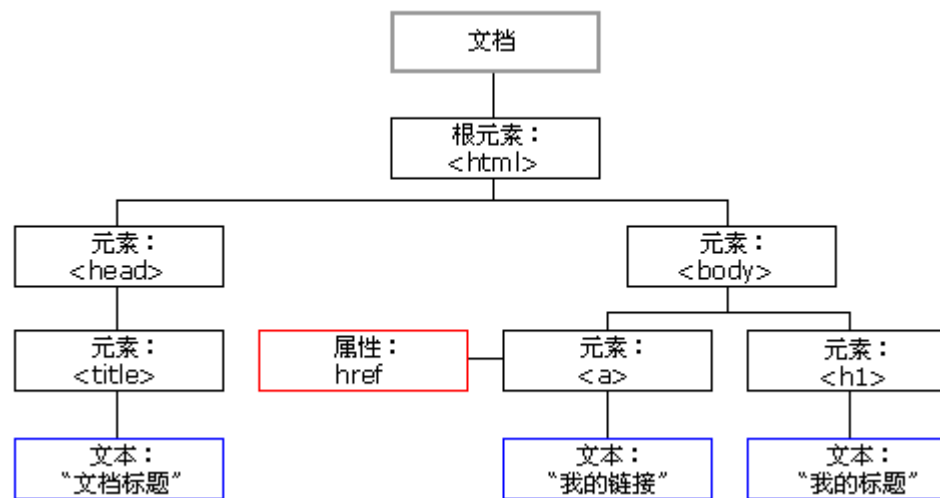 文档
根元素：
<html>
元素：
<head>
元素：
<body>
元素：
<title>
属性：
href
元素：
<a>
元素：
<h1>
文本：
“文档标题”
文本：
“我的链接”
文本：
“我的标题”